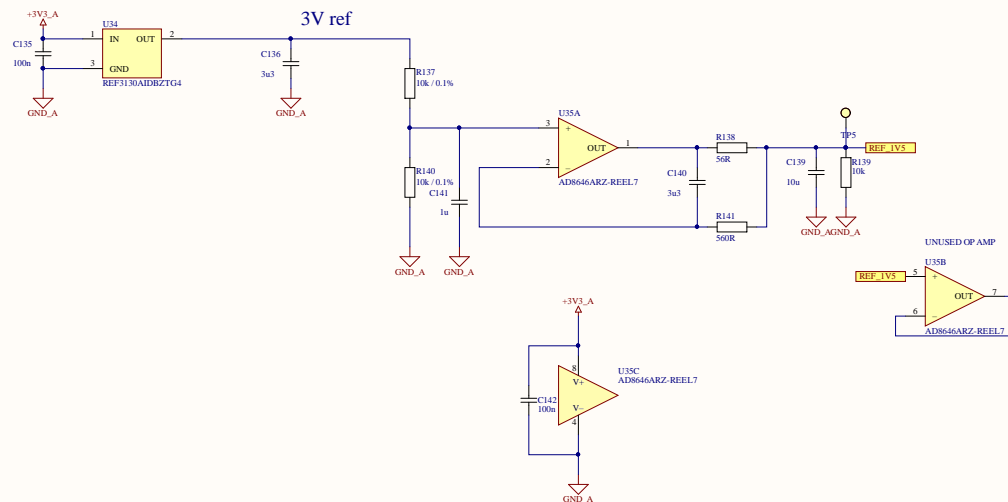 3V ref
+3V3_A
U34
C135
100n
1
IN
OUT
2
3
GND
REF3130AIDBZTG4
GND_A
C136
3u3
GND_A
R137
10k / 0.1%
R140
10k / 0.1%
C141
1u
GND_A
GND_A
U35A
3
+
OUT
1
2
−
AD8646ARZ-REEL7
R138
56R
C140
3u3
R141
560R
TP5
REF_1V5
C139
10u
R139
10k
GND_A
GND_A
UNUSED OP AMP
U35B
REF_1V5
5
+
OUT
7
6
−
AD8646ARZ-REEL7
+3V3_A
U35C
AD8646ARZ-REEL7
8
V+
C142
100n
V−
4
GND_A